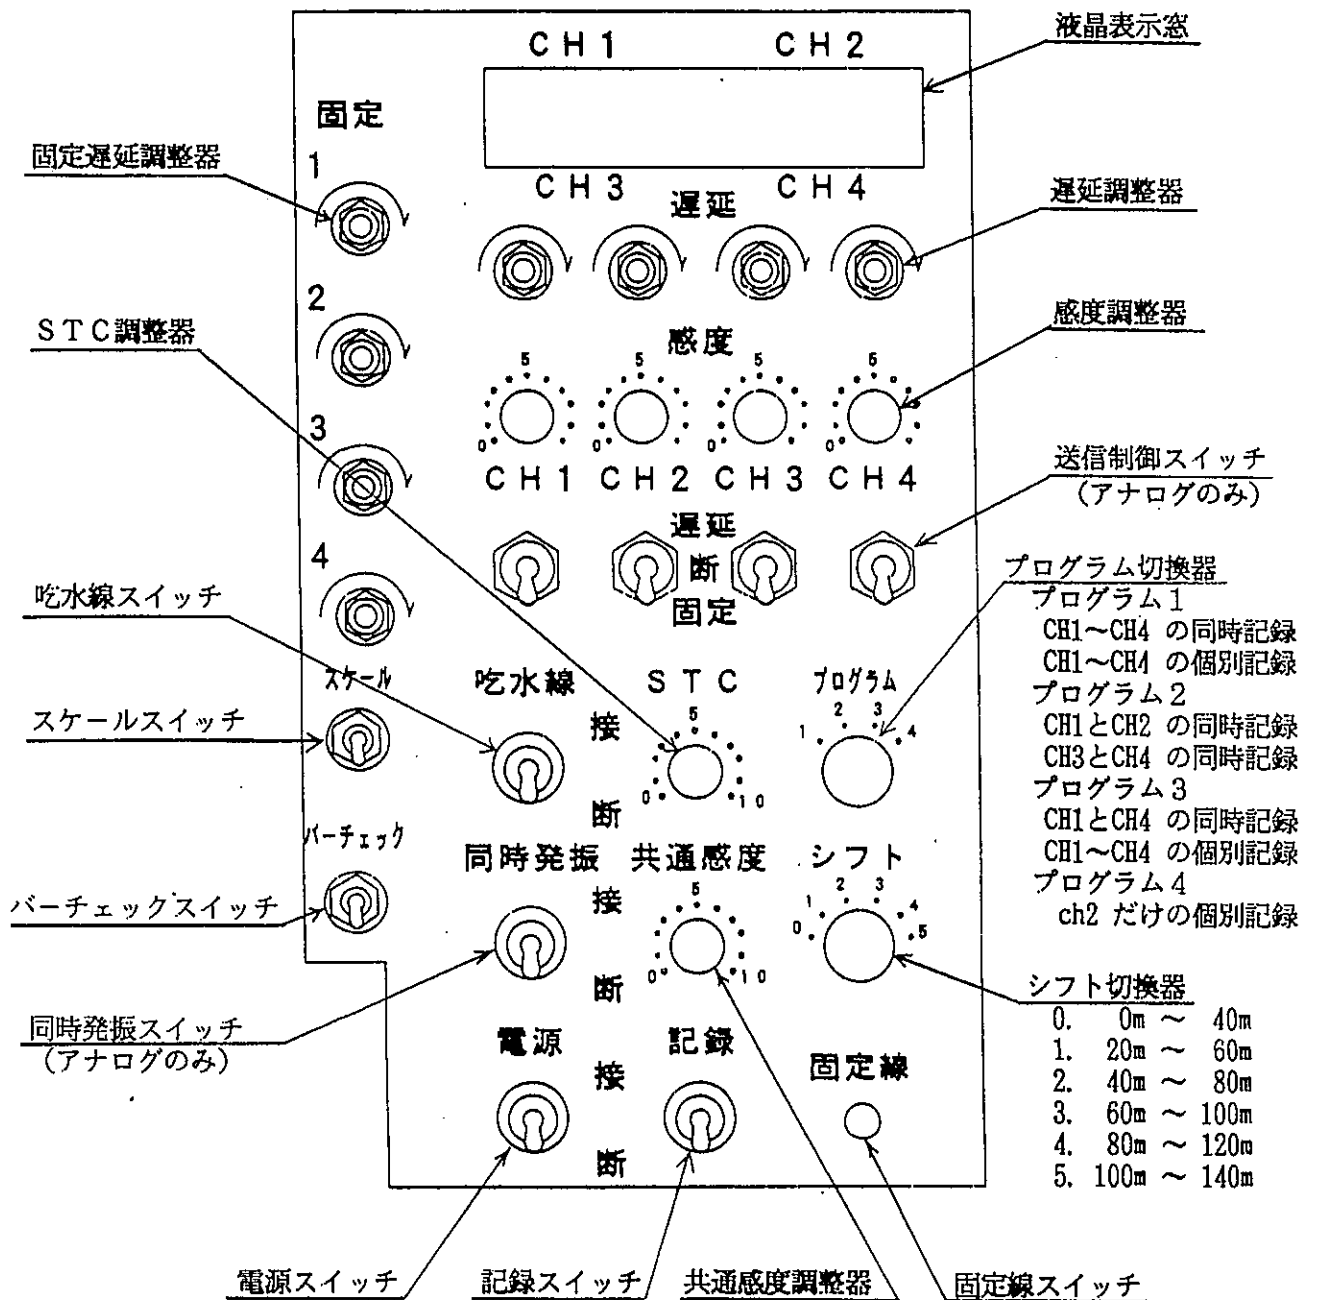 液晶表示窓
CH1 CH2
固定
固定遅延調整器
1
CH3 CH4
遅延
遅延調整器
2
STC調整器
感度
感度調整器
5 5 5 5
0 0 0 0
3
CH1 CH2 CH3 CH4
送信制御スイッチ
(アナログのみ)
遅延
断
固定
4
吃水線スイッチ
プログラム切換器
プログラム1
CH1~CH4 の同時記録
CH1~CH4 の個別記録
プログラム2
CH1とCH2 の同時記録
CH3とCH4 の同時記録
プログラム3
CH1とCH4 の同時記録
CH1~CH4 の個別記録
プログラム4
ch2 だけの個別記録
スケール
吃水線 STC プログラム
接
断
5
0 10
1 2 3 4
スケールスイッチ
バーチェック
同時発振 共通感度 シフト
接
断
5
0 10
0 1 2 3 4 5
バーチェックスイッチ
シフト切換器
0. 0m ~ 40m
1. 20m ~ 60m
2. 40m ~ 80m
3. 60m ~ 100m
4. 80m ~ 120m
5. 100m ~ 140m
同時発振スイッチ
(アナログのみ)
電源 記録 固定線
接
断
電源スイッチ 記録スイッチ 共通感度調整器 固定線スイッチ